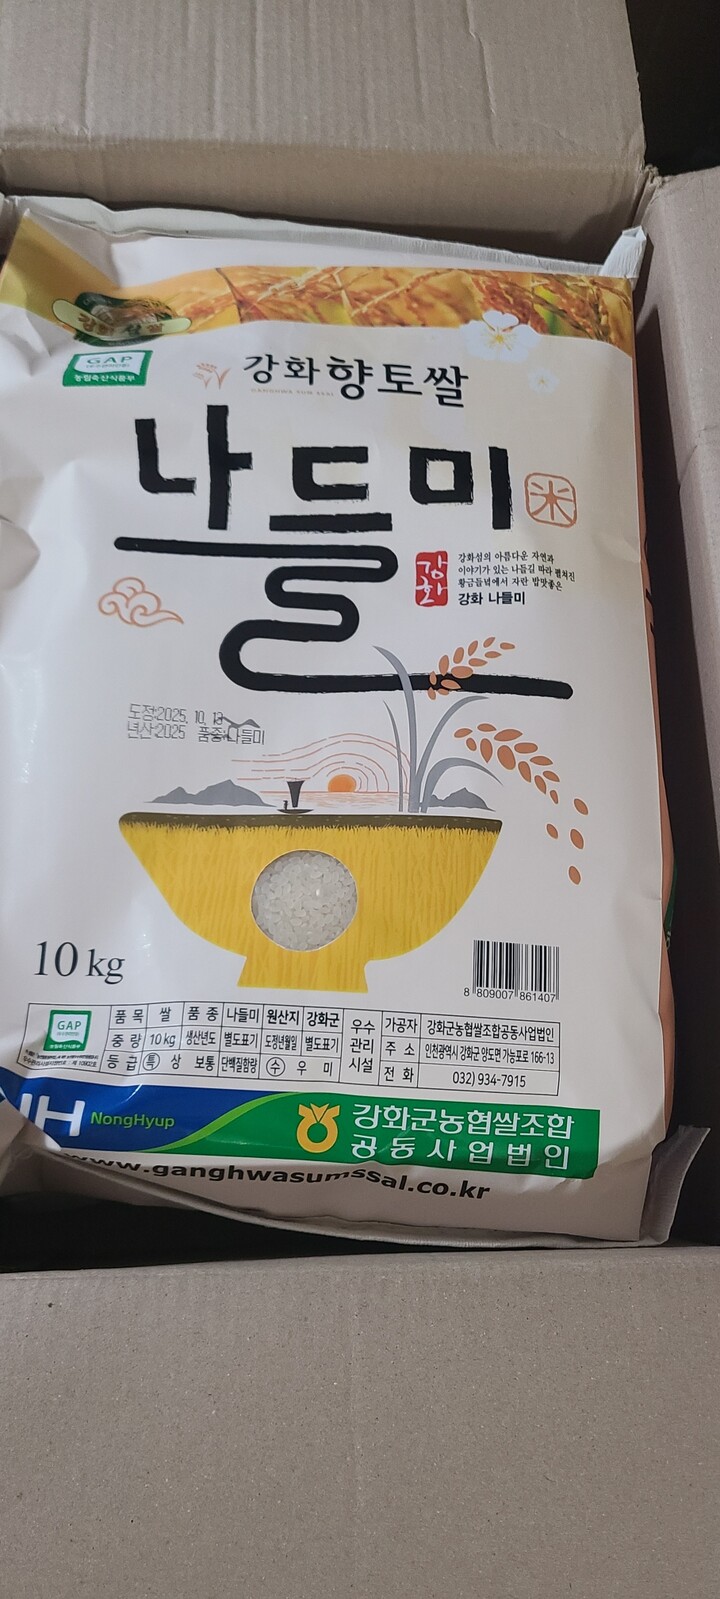 강화섬쌀
GAP
농림축산식품부
강화 향토쌀
GANGHWA SUM SSAL
나들미
米
강화
강화섬의 아름다운 자연과
이야기가 있는 나들길 따라 펼쳐진
황금들녘에서 자란 밥맛좋은
강화 나들미
도정:2025. 10. 13
년산:2025 품종:나들미
10 kg
8 809007 861407
GAP
품 목 쌀 품 종 나들미 원산지 강화군
중 량 10 kg 생산년도 별도표기 도정년월일 별도표기
등 급 특 상 보통 단백질함량 수 우 미
우수
관리
시설
가공자 강화군농협쌀조합공동사업법인
주 소 인천광역시 강화군 양도면 가능포로 166-13
전 화 032) 934-7915
NH NongHyup
강화군농협쌀조합
공동사업법인
www.ganghwasumssal.co.kr